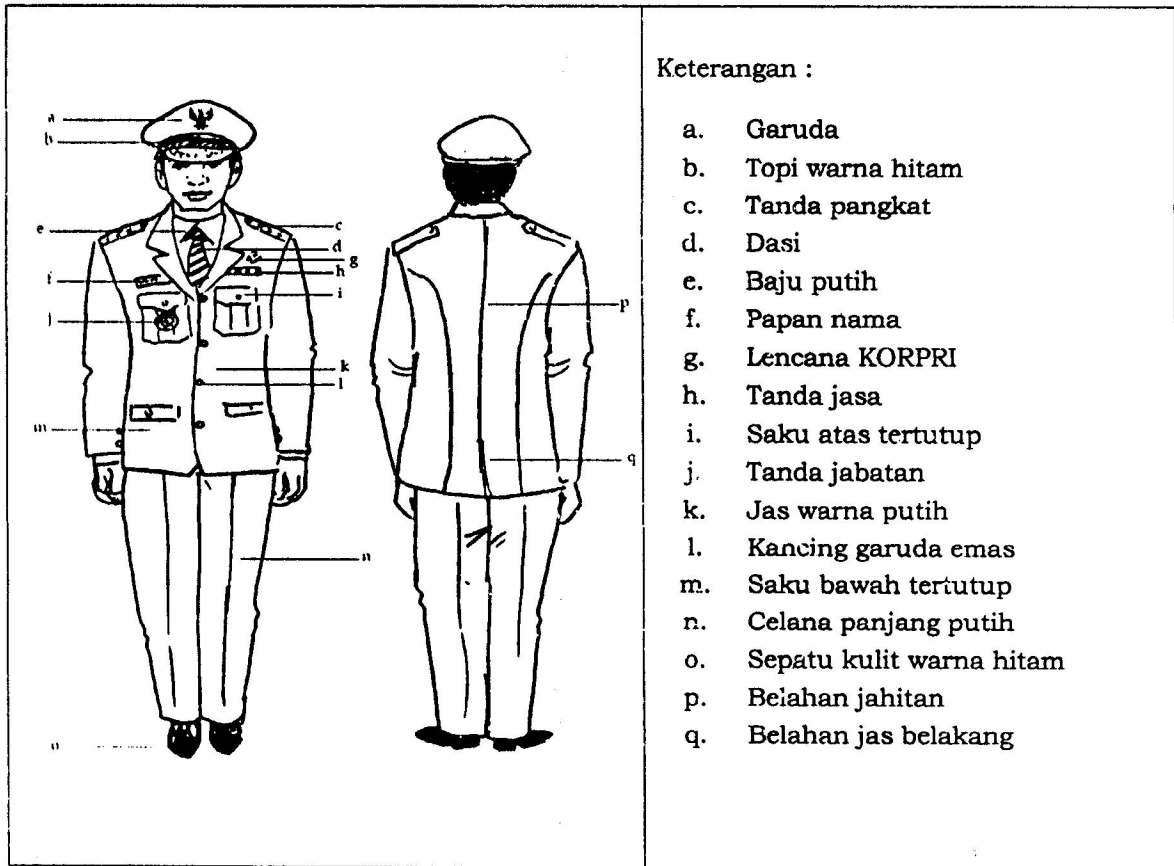 a
b
c
e
d
g
h
f
i
j
p
k
l
m
q
n
o
Keterangan :
a. Garuda
b. Topi warna hitam
c. Tanda pangkat
d. Dasi
e. Baju putih
f. Papan nama
g. Lencana KORPRI
h. Tanda jasa
i. Saku atas tertutup
j. Tanda jabatan
k. Jas warna putih
l. Kancing garuda emas
m. Saku bawah tertutup
n. Celana panjang putih
o. Sepatu kulit warna hitam
p. Belahan jahitan
q. Belahan jas belakang